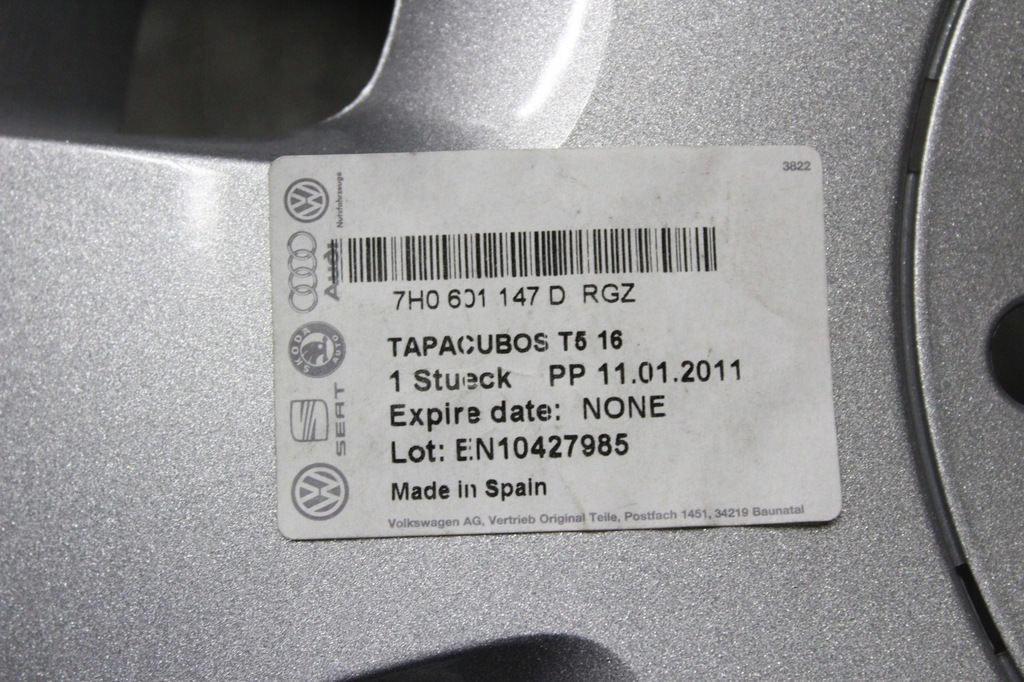 3822
Nutzfahrzeuge
Audi
7H0 601 147 D RGZ
SKODA AUTO
TAPACUBOS T5 16
1 Stueck PP 11.01.2011
SEAT
Expire date: NONE
Lot: EN10427985
Made in Spain
Volkswagen AG, Vertrieb Original Teile, Postfach 1451, 34219 Baunatal